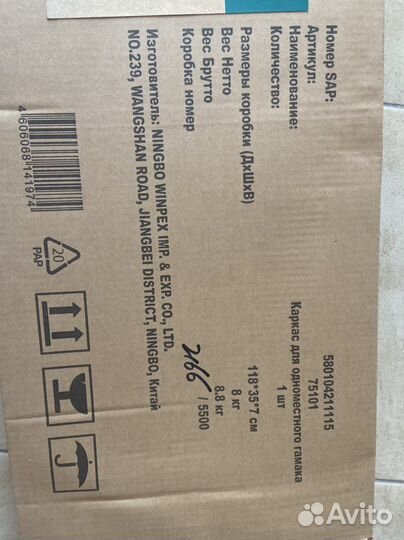 Номер SAP: 580104211115
Артикул: 75101
Наименование: Каркас для одноместного гамака
Количество: 1 шт
Размеры коробки (ДхШхВ) 118*35*7 см
Вес Нетто 8 кг
Вес Брутто 8.8 кг
Коробка номер 2166 / 5500
Изготовитель: NINGBO WINPEX IMP. & EXP. CO., LTD.
NO.239, WANGSHAN ROAD, JIANGBEI DISTRICT, NINGBO, Китай
4606068141974
20
PAP
Avito